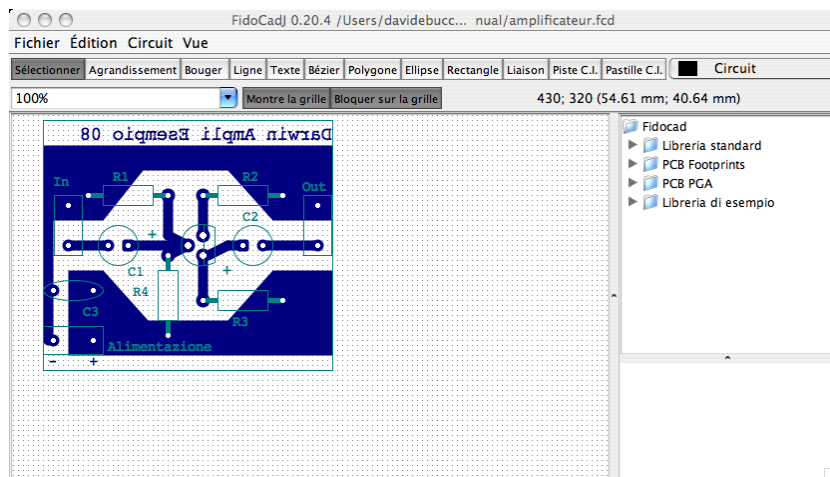 FidoCadJ 0.20.4 /Users/davidebucc... nual/amplificateur.fcd
Fichier Édition Circuit Vue
Sélectionner Agrandissement Bouger Ligne Texte Bézier Polygone Ellipse Rectangle Liaison Piste C.I. Pastille C.I. Circuit
100% Montre la grille Bloquer sur la grille 430; 320 (54.61 mm; 40.64 mm)
Darwin Ampli Esempio 08
In R1 R2 Out
C2
+
C1 +
R4
C3 R3
Alimentazione
- +
Fidocad
Libreria standard
PCB Footprints
PCB PGA
Libreria di esempio